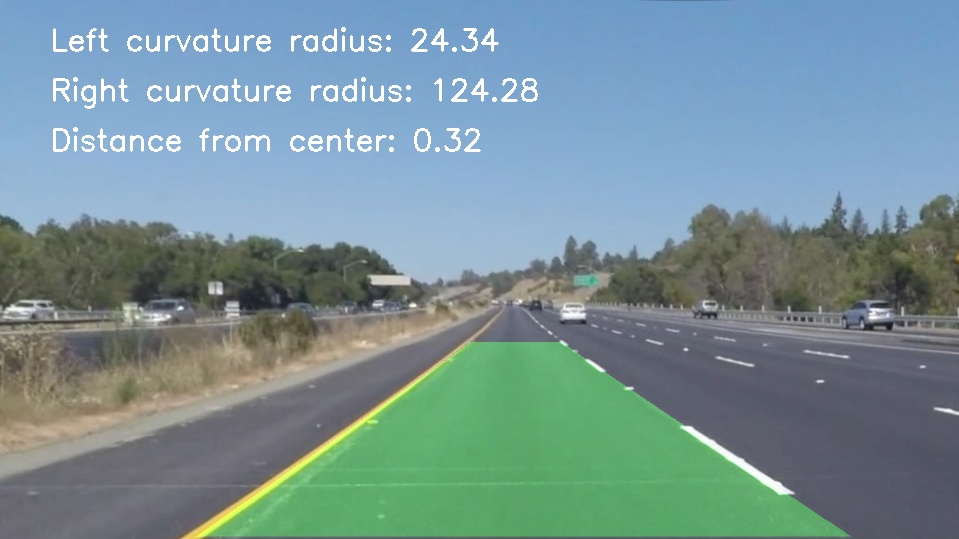 Left curvature radius: 24.34
Right curvature radius: 124.28
Distance from center: 0.32